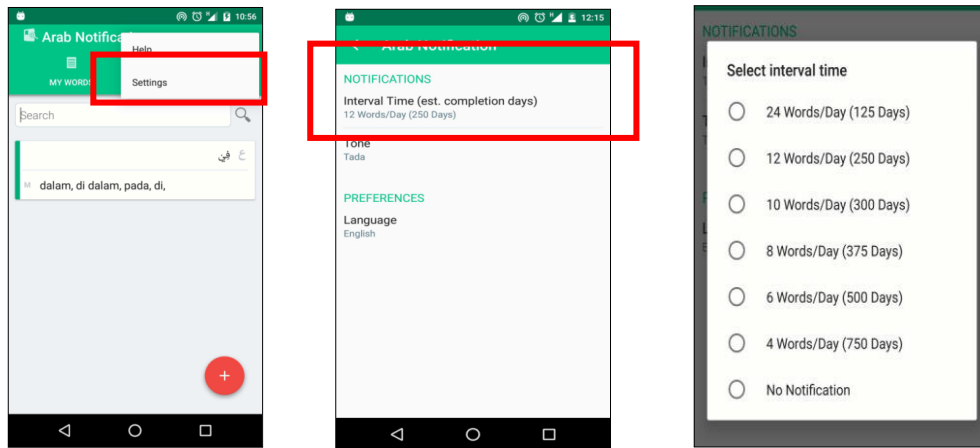 10:56
Arab Notific
Help
MY WORDS
Settings
Search
ع في
M dalam, di dalam, pada, di,
+
12:15
Arab Notification
NOTIFICATIONS
Interval Time (est. completion days)
12 Words/Day (250 Days)
Tone
Tada
PREFERENCES
Language
English
NOTIFICATIONS
Select interval time
24 Words/Day (125 Days)
12 Words/Day (250 Days)
10 Words/Day (300 Days)
8 Words/Day (375 Days)
6 Words/Day (500 Days)
4 Words/Day (750 Days)
No Notification